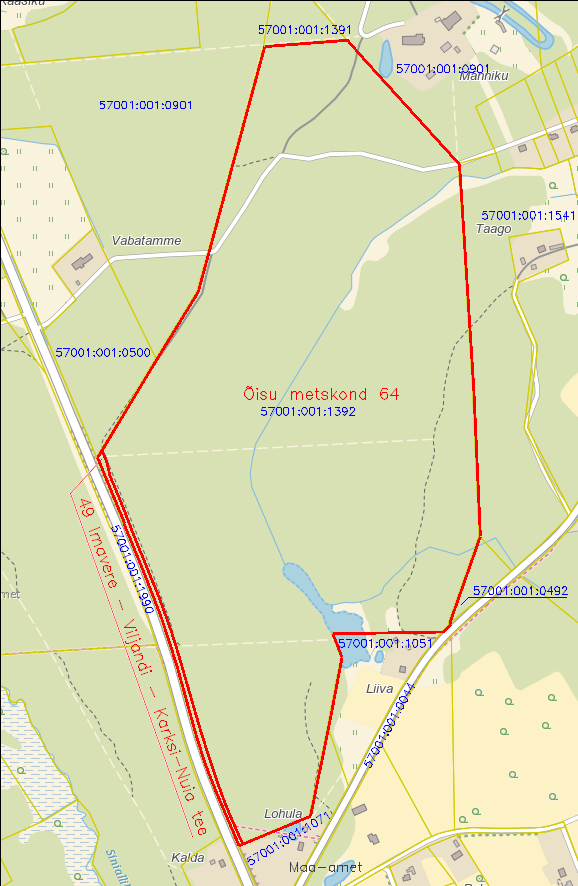 57001:001:1391
57001:001:0901
Männiku
57001:001:0901
57001:001:1541
Taago
Vabatamme
57001:001:0500
Õisu metskond 64
57001:001:1392
49 Imavere - Viljandi - Karksi-Nuia tee
57001:001:1990
57001:001:0492
57001:001:1051
Liiva
57001:001:0044
Lohula
57001:001:1071
Kalda
Maa-amet